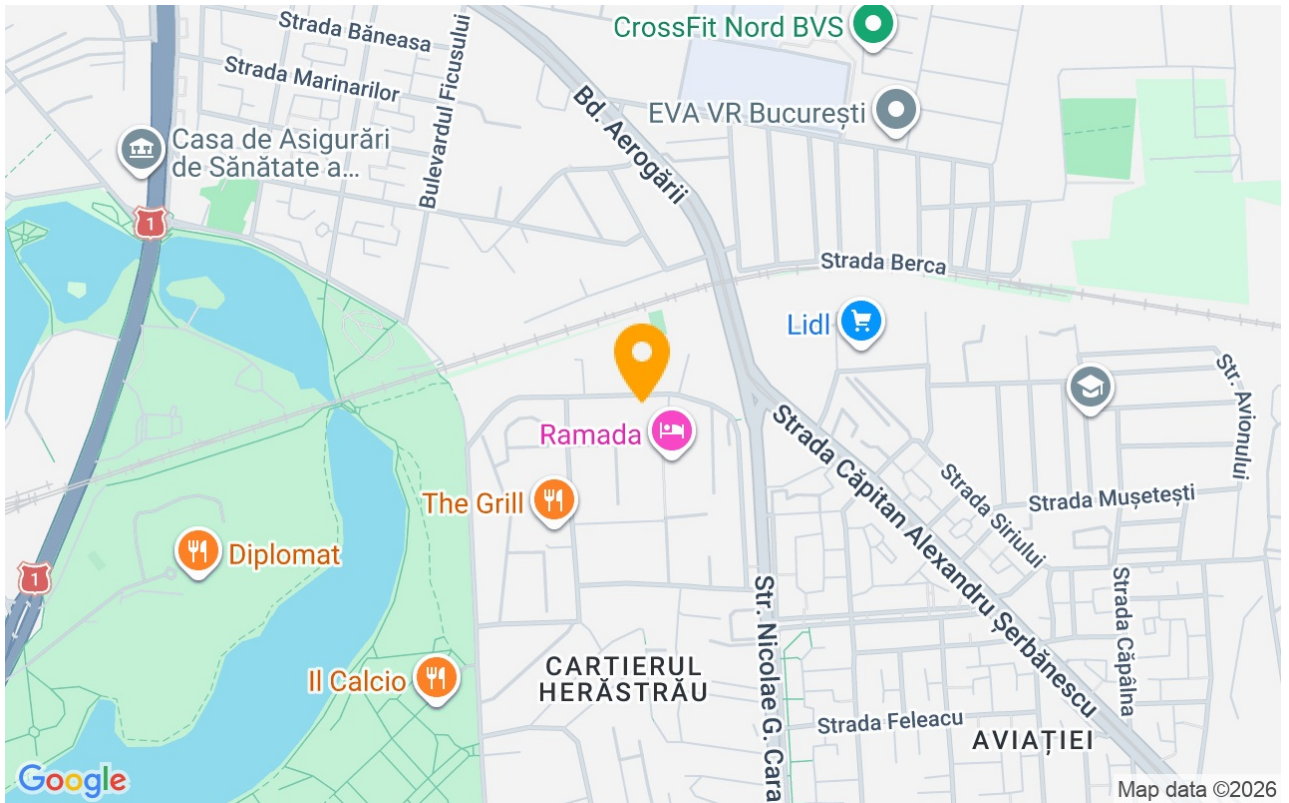 CrossFit Nord BVS
Strada Băneasa
Strada Marinarilor
Bulevardul Ficusului
Bd. Aerogării
EVA VR București
Casa de Asigurări
de Sănătate a...
1
Strada Berca
Lidl
Str. Avionului
Ramada
The Grill
Strada Căpitan Alexandru Șerbănescu
Strada Siriului
Strada Mușetești
Diplomat
1
Str. Nicolae G. Cara
Strada Căpâlna
Il Calcio
CARTIERUL
HERĂSTRĂU
Strada Feleacu
AVIAȚIEI
Google
Map data ©2026